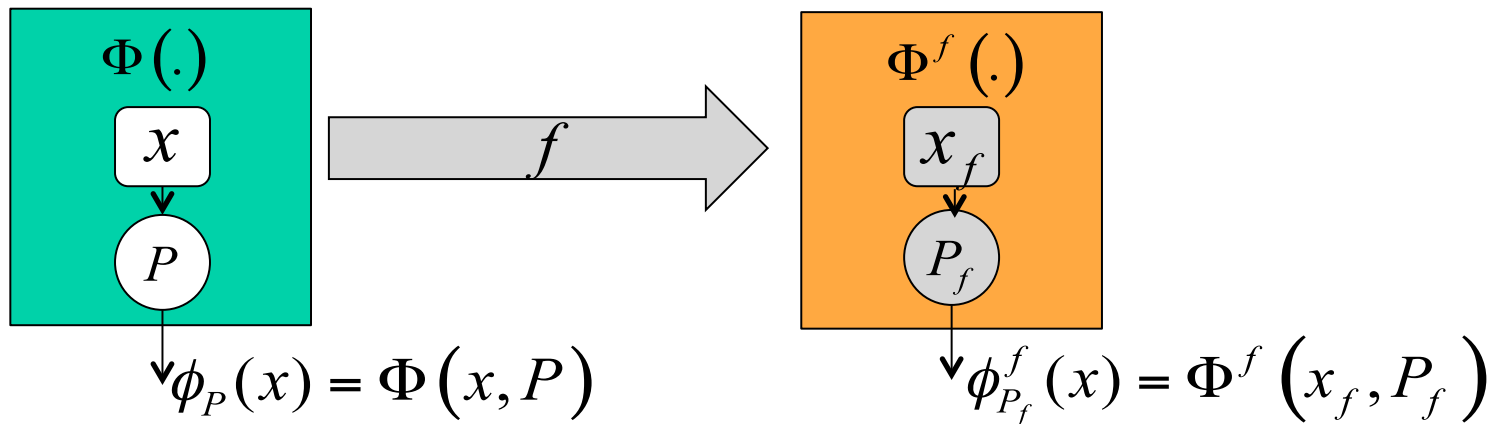 Φ(.)
x
P
ϕ_P(x) = Φ(x, P)
f
Φ^f(.)
x_f
P_f
ϕ^f_{P_f}(x) = Φ^f(x_f, P_f)